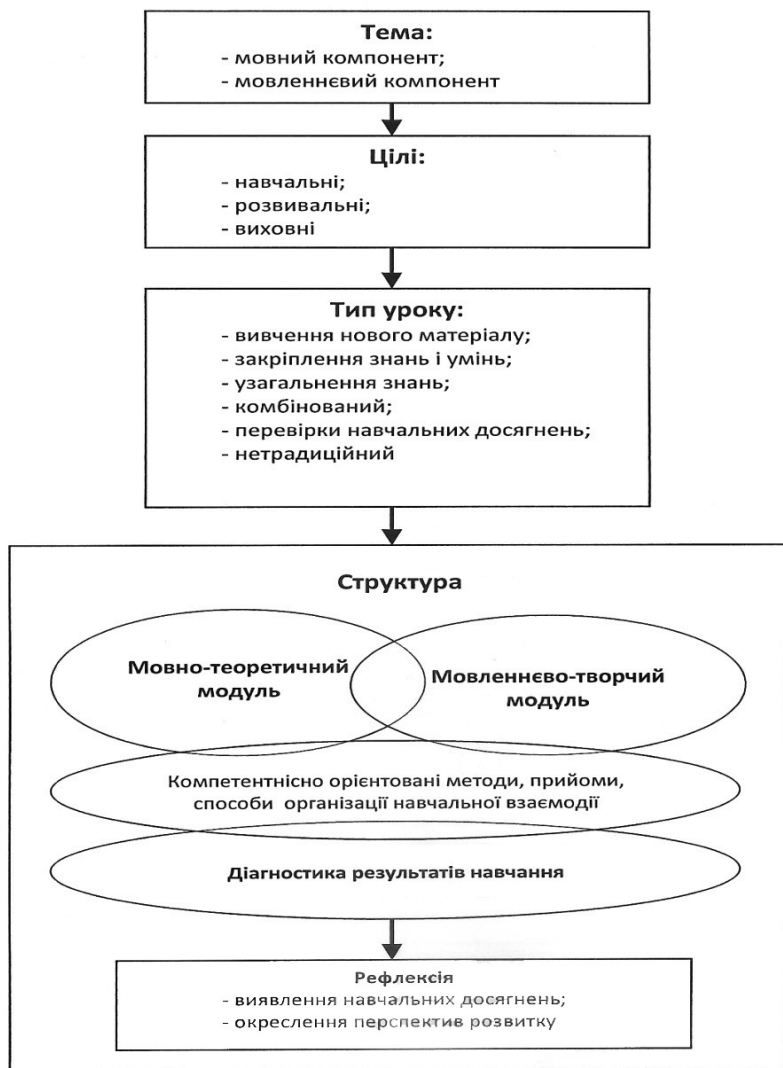 Тема:
- мовний компонент;
- мовленнєвий компонент
Цілі:
- навчальні;
- розвивальні;
- виховні
Тип уроку:
- вивчення нового матеріалу;
- закріплення знань і умінь;
- узагальнення знань;
- комбінований;
- перевірки навчальних досягнень;
- нетрадиційний
Структура
Мовно-теоретичний
модуль
Мовленнєво-творчий
модуль
Компетентнісно орієнтовані методи, прийоми,
способи організації навчальної взаємодії
Діагностика результатів навчання
Рефлексія
- виявлення навчальних досягнень;
- окреслення перспектив розвитку